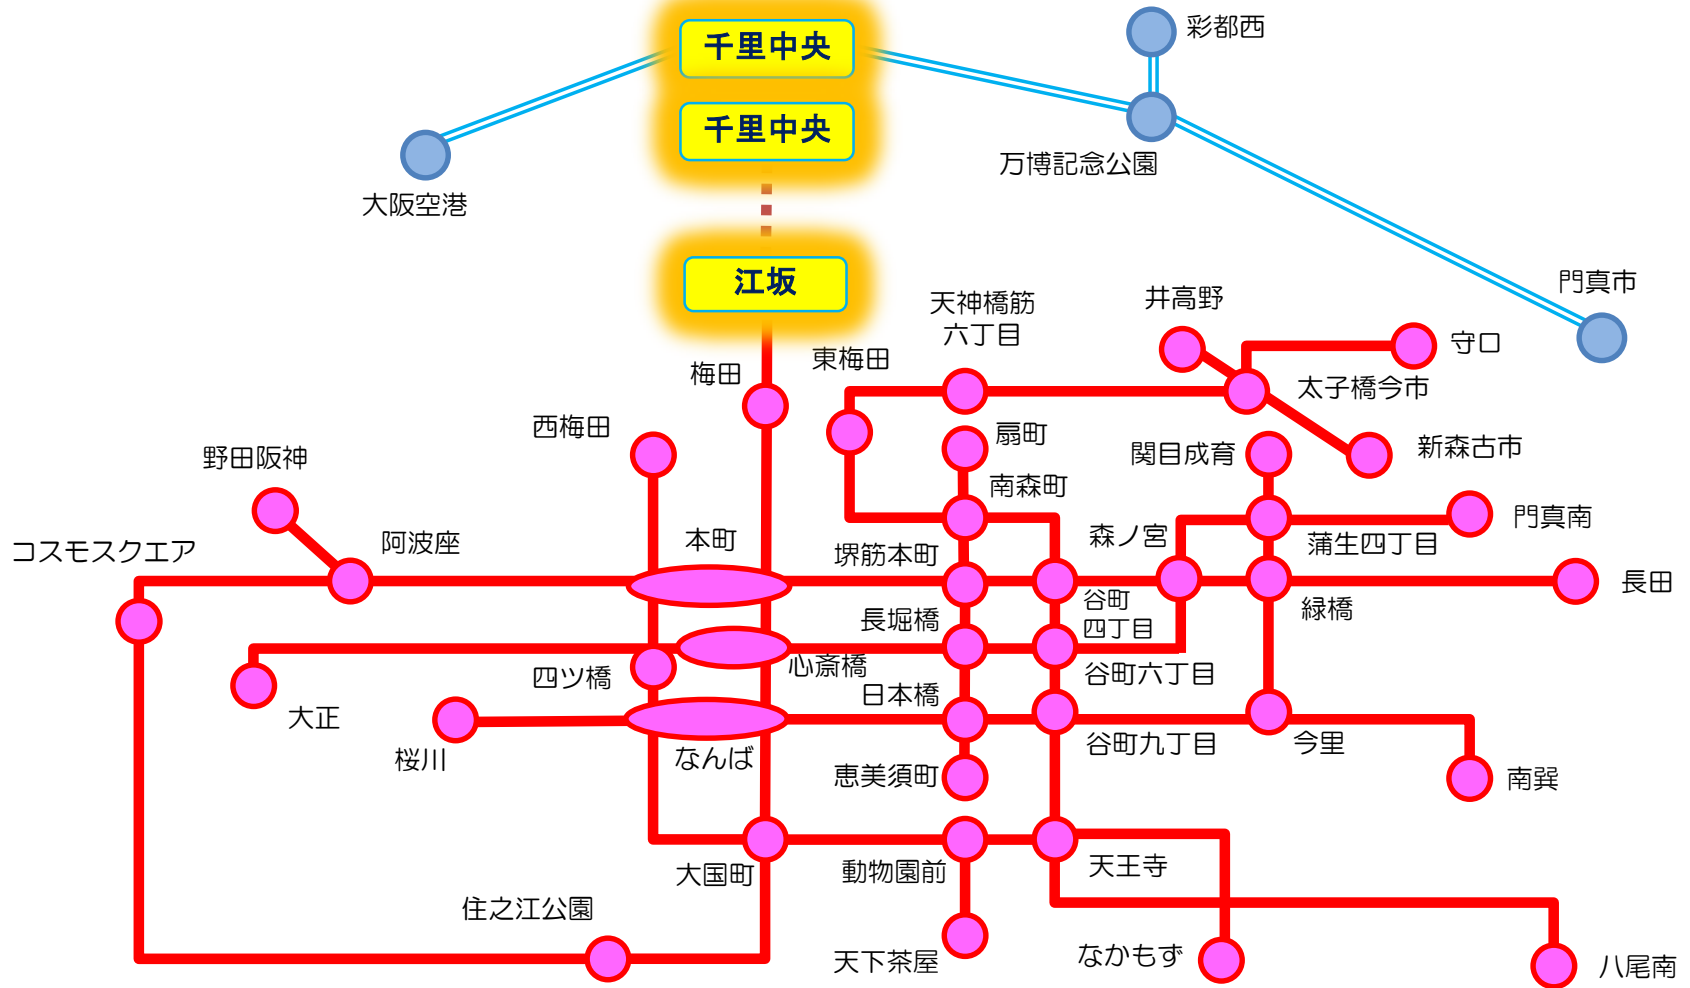 千里中央
彩都西
千里中央
万博記念公園
大阪空港
江坂
門真市
井高野
天神橋筋
六丁目
守口
東梅田
梅田
太子橋今市
西梅田
扇町
新森古市
関目成育
野田阪神
南森町
門真南
コスモスクエア
阿波座
本町
堺筋本町
森ノ宮
蒲生四丁目
長田
谷町
四丁目
緑橋
長堀橋
心斎橋
四ツ橋
谷町六丁目
日本橋
大正
桜川
なんば
谷町九丁目
今里
恵美須町
南巽
大国町
動物園前
天王寺
住之江公園
天下茶屋
なかもず
八尾南